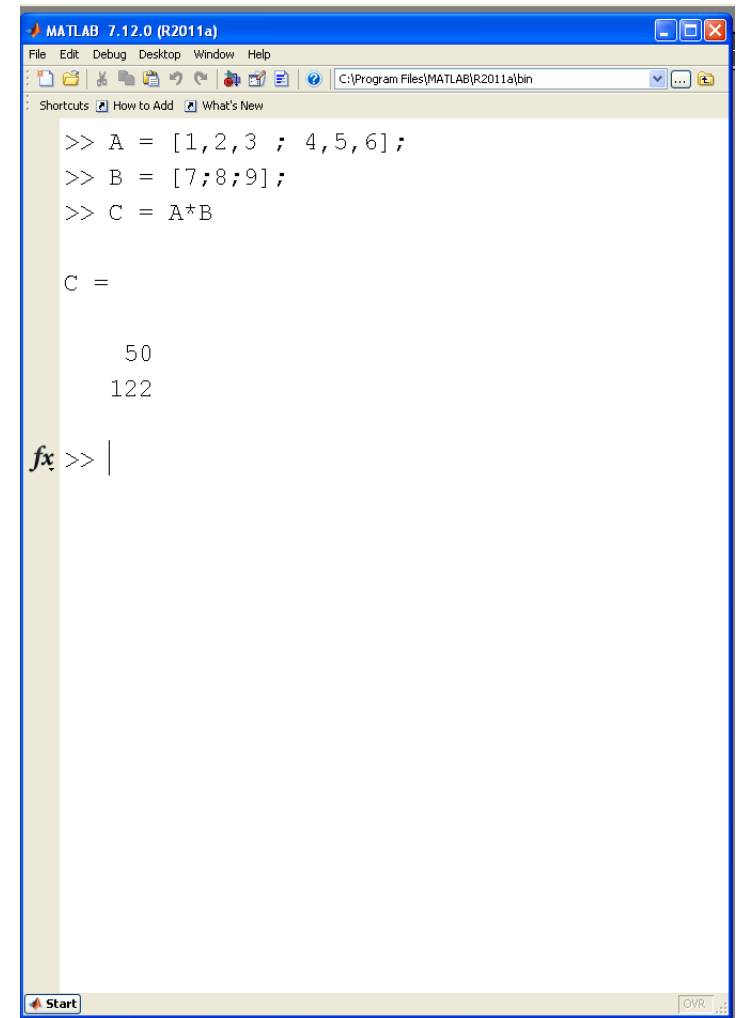 MATLAB 7.12.0 (R2011a)
File Edit Debug Desktop Window Help
C:\Program Files\MATLAB\R2011a\bin
Shortcuts How to Add What's New
>> A = [1,2,3 ; 4,5,6];
>> B = [7;8;9];
>> C = A*B
C =
50
122
fx >>
Start OVR